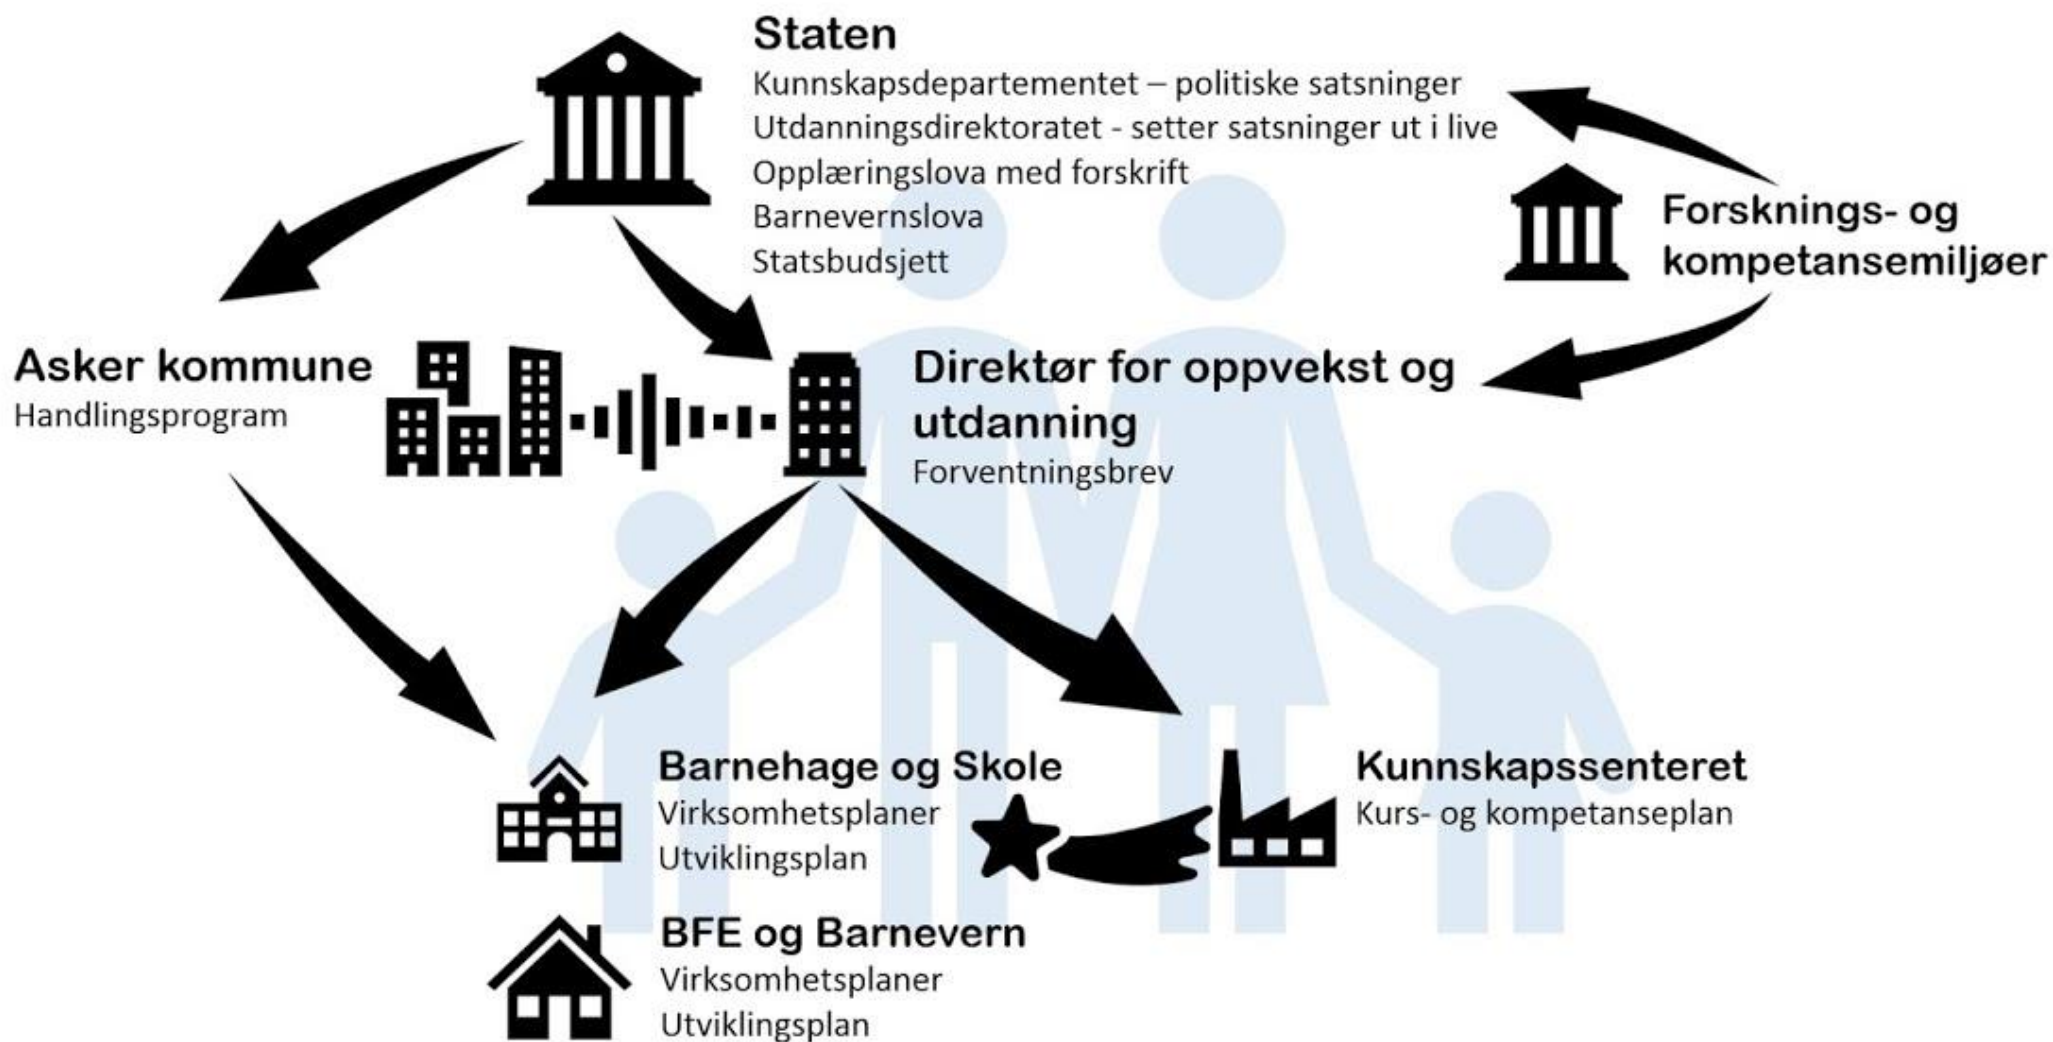 Staten
Kunnskapsdepartementet – politiske satsninger
Utdanningsdirektoratet - setter satsninger ut i live
Opplæringslova med forskrift
Barnevernslova
Statsbudsjett
Forsknings- og
kompetansemiljøer
Asker kommune
Handlingsprogram
Direktør for oppvekst og
utdanning
Forventningsbrev
Barnehage og Skole
Virksomhetsplaner
Utviklingsplan
Kunnskapssenteret
Kurs- og kompetanseplan
BFE og Barnevern
Virksomhetsplaner
Utviklingsplan